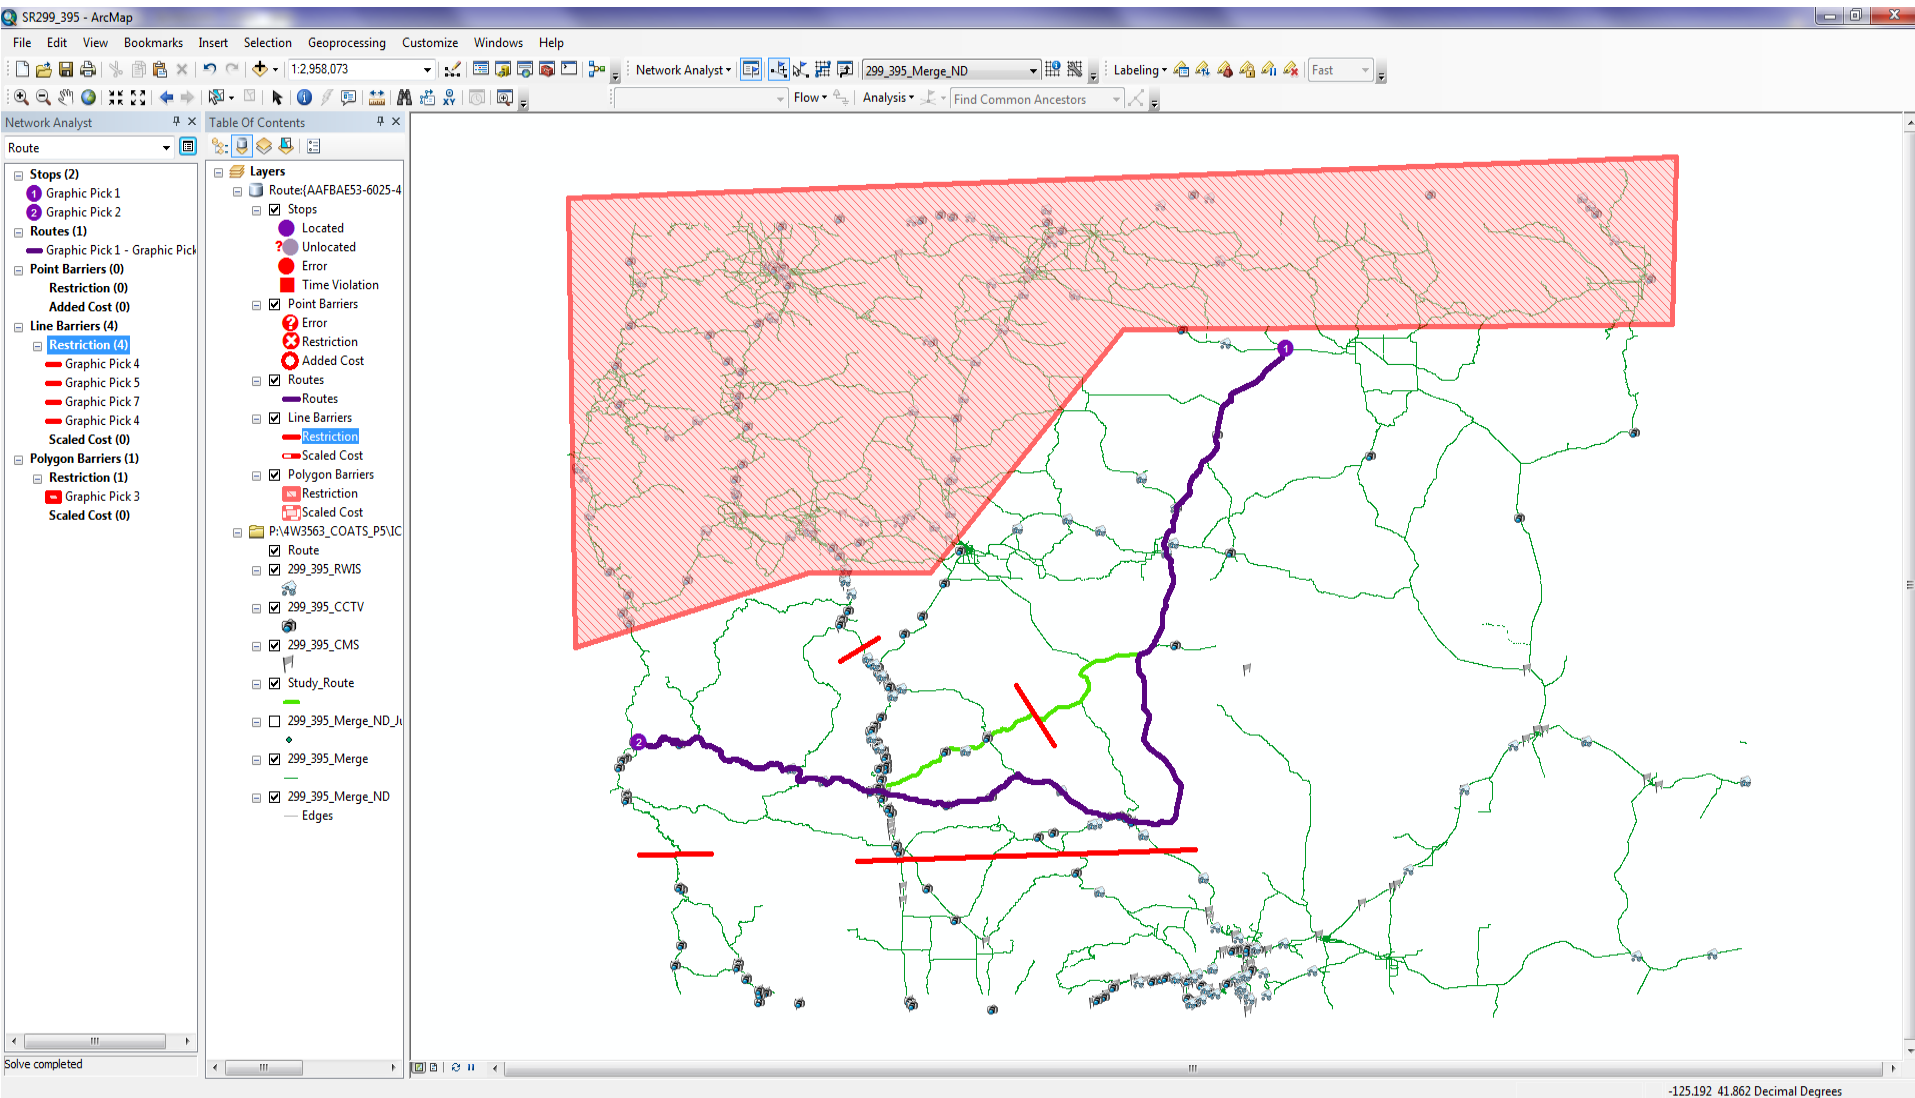 SR299_395 - ArcMap
File Edit View Bookmarks Insert Selection Geoprocessing Customize Windows Help
1:2,958,073 Network Analyst 299_395_Merge_ND Labeling Fast
Flow Analysis Find Common Ancestors
Network Analyst
Route
Stops (2)
1 Graphic Pick 1
2 Graphic Pick 2
Routes (1)
Graphic Pick 1 - Graphic Pick
Point Barriers (0)
Restriction (0)
Added Cost (0)
Line Barriers (4)
Restriction (4)
Graphic Pick 4
Graphic Pick 5
Graphic Pick 7
Graphic Pick 4
Scaled Cost (0)
Polygon Barriers (1)
Restriction (1)
Graphic Pick 3
Scaled Cost (0)
Solve completed
Table Of Contents
Layers
Route:{AAFBAE53-6025-4
Stops
Located
? Unlocated
Error
Time Violation
Point Barriers
? Error
Restriction
Added Cost
Routes
Routes
Line Barriers
Restriction
Scaled Cost
Polygon Barriers
Restriction
Scaled Cost
P:\4W3563_COATS_P5\IC
Route
299_395_RWIS
299_395_CCTV
299_395_CMS
Study_Route
299_395_Merge_ND_Ju
299_395_Merge
299_395_Merge_ND
Edges
1
2
-125.192 41.862 Decimal Degrees